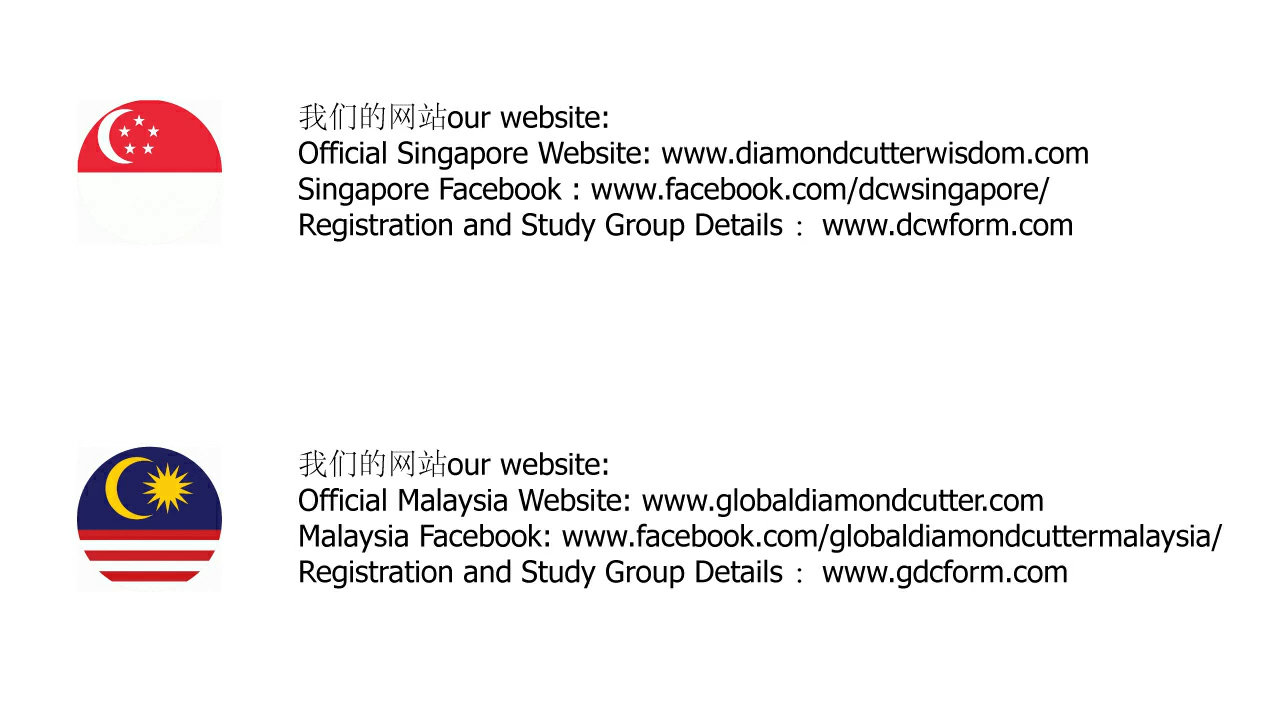 我们的网站our website:
Official Singapore Website: www.diamondcutterwisdom.com
Singapore Facebook : www.facebook.com/dcwsingapore/
Registration and Study Group Details ： www.dcwform.com
我们的网站our website:
Official Malaysia Website: www.globaldiamondcutter.com
Malaysia Facebook: www.facebook.com/globaldiamondcuttermalaysia/
Registration and Study Group Details ： www.gdcform.com